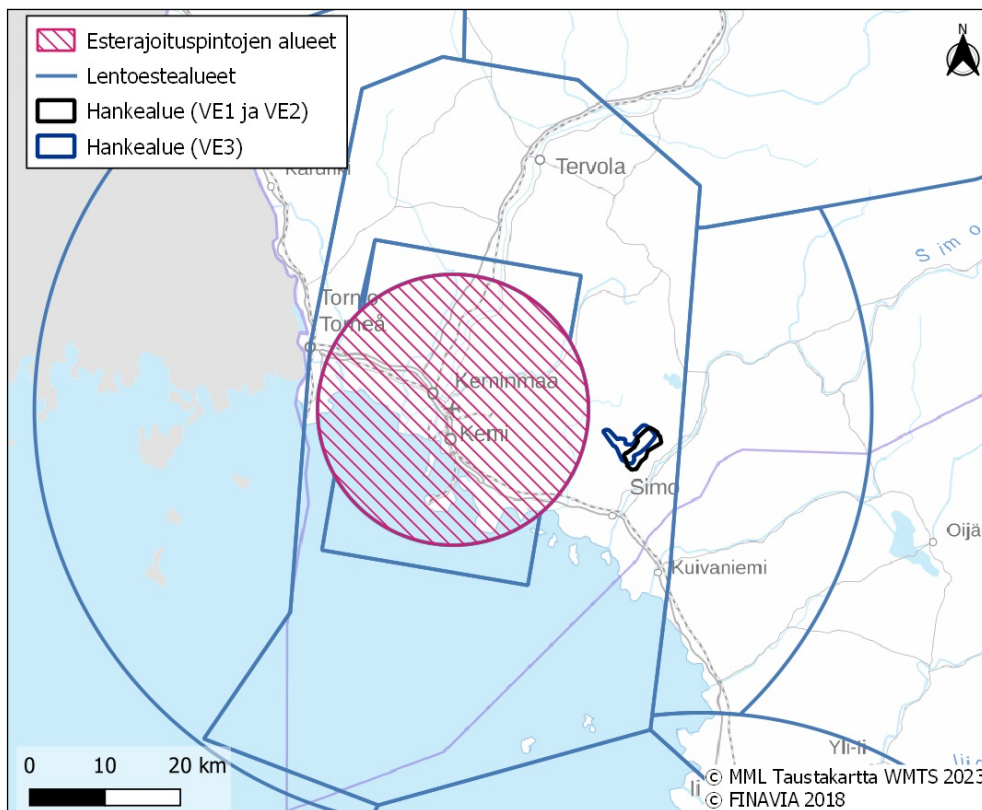 Esterajoituspintojen alueet
Lentoestealueet
Hankealue (VE1 ja VE2)
Hankealue (VE3)
N
Tervola
Simo
Tornio
Torneå
Keminmaa
Kemi
Simo
Oijä
Kuivaniemi
Yli-Ii
Ii
0 10 20 km
© MML Taustakartta WMTS 2023
© FINAVIA 2018